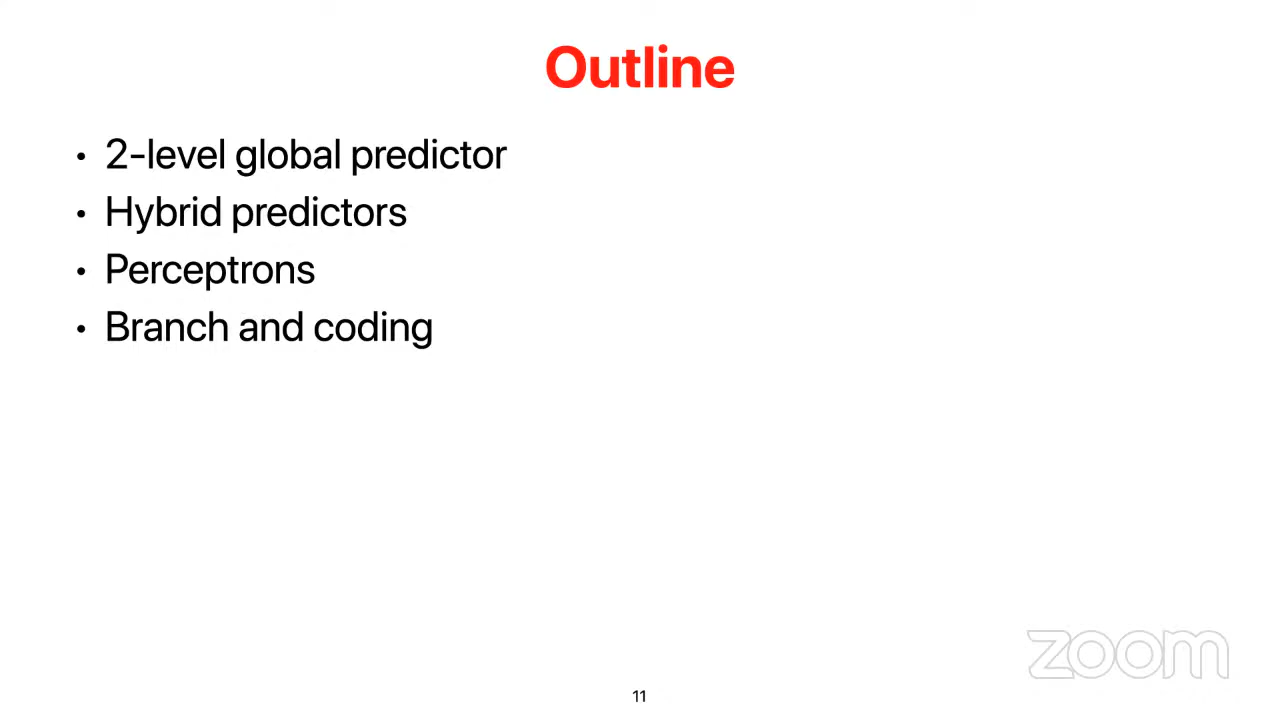 Outline
• 2-level global predictor
• Hybrid predictors
• Perceptrons
• Branch and coding
zoom
11